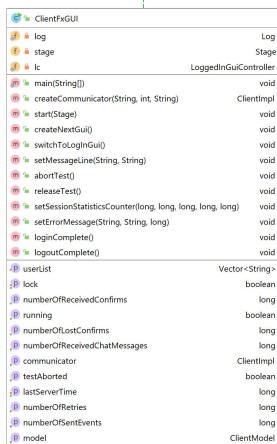 ClientFxGUI
log Log
stage Stage
lc LoggedInGuiController
main(String[]) void
createCommunicator(String, int, String) ClientImpl
start(Stage) void
createNextGui() void
switchToLogInGui() void
setMessageLine(String, String) void
abortTest() void
releaseTest() void
setSessionStatisticsCounter(long, long, long, long, long) void
setErrorMessage(String, String, long) void
loginComplete() void
logoutComplete() void
userList Vector<String>
lock boolean
numberOfReceivedConfirms long
running boolean
numberOfLostConfirms long
numberOfReceivedChatMessages long
communicator ClientImpl
testAborted boolean
lastServerTime long
numberOfRetries long
numberOfSentEvents long
model ClientModel